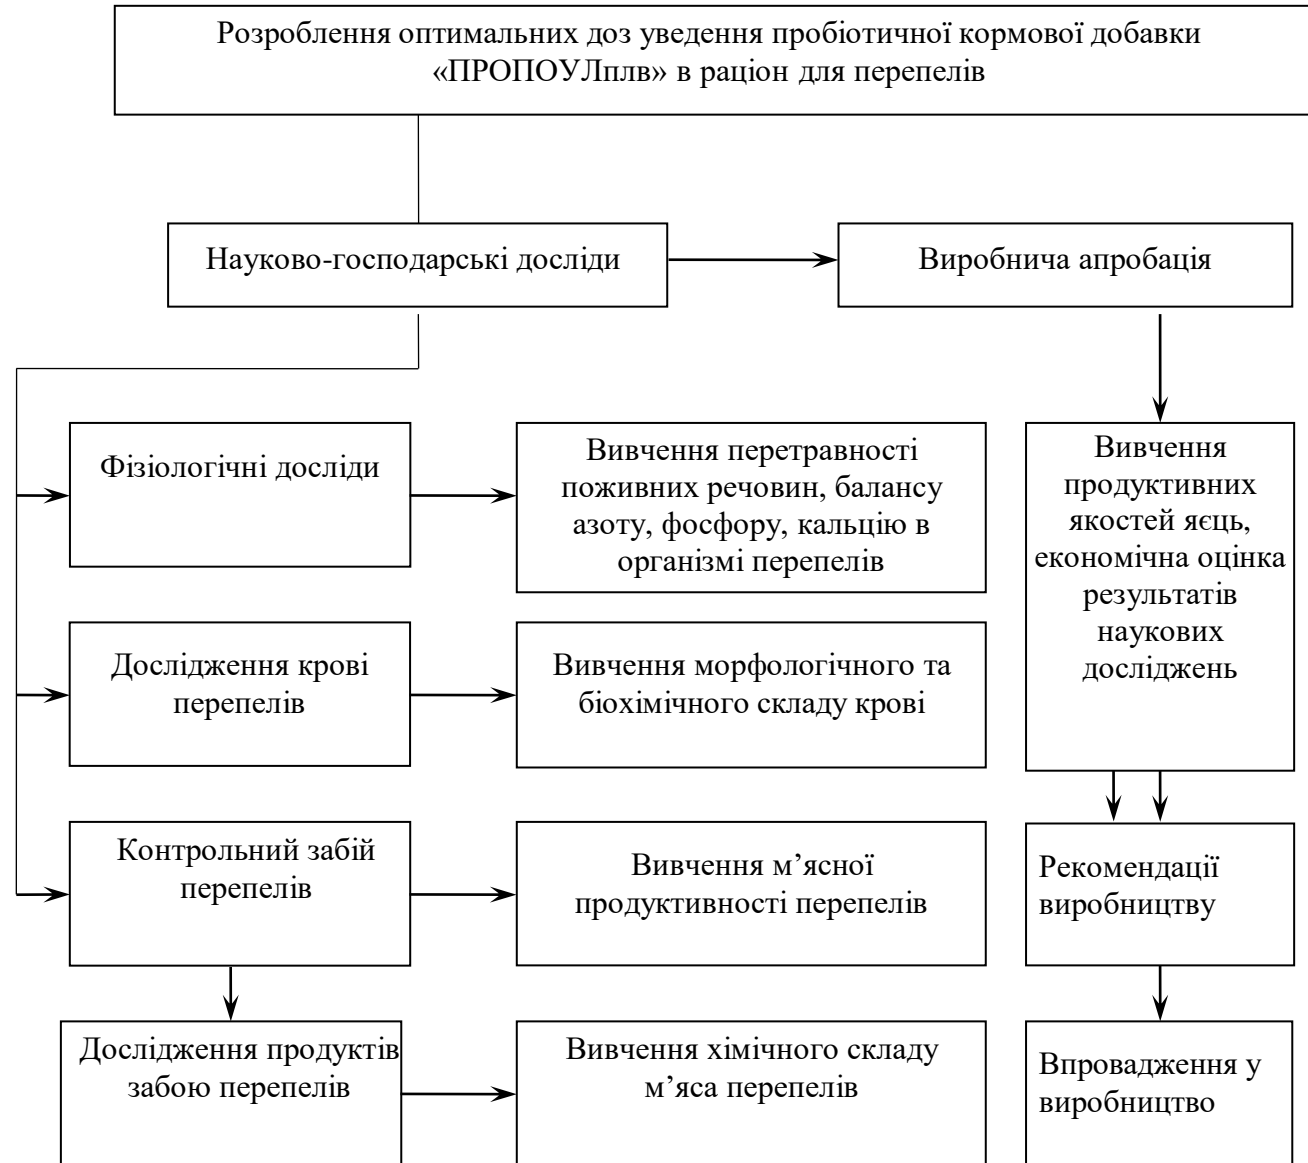 Розроблення оптимальних доз уведення пробіотичної кормової добавки
«ПРОПОУЛплв» в раціон для перепелів
Науково-господарські досліди
Виробнича апробація
Фізіологічні досліди
Вивчення перетравності
поживних речовин, балансу
азоту, фосфору, кальцію в
організмі перепелів
Вивчення
продуктивних
якостей яєць,
економічна оцінка
результатів
наукових
досліджень
Дослідження крові
перепелів
Вивчення морфологічного та
біохімічного складу крові
Контрольний забій
перепелів
Вивчення м’ясної
продуктивності перепелів
Рекомендації
виробництву
Дослідження продуктів
забою перепелів
Вивчення хімічного складу
м’яса перепелів
Впровадження у
виробництво